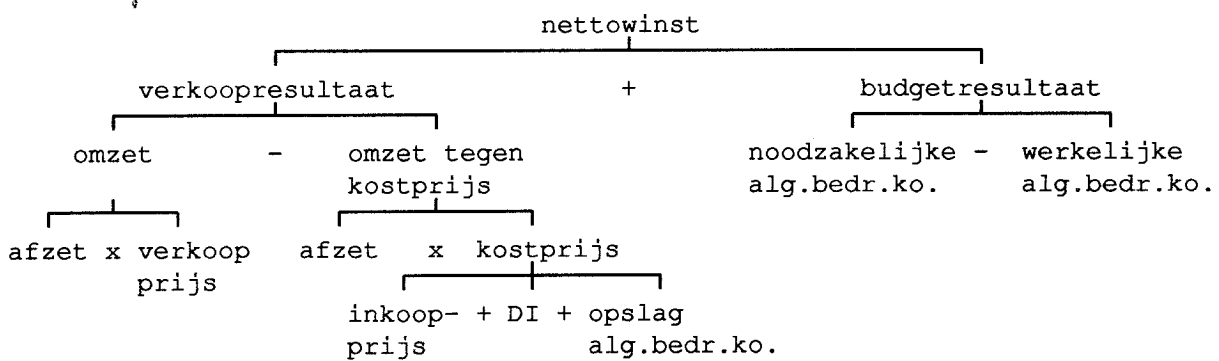 nettowinst
verkoopresultaat + budgetresultaat
omzet - omzet tegen kostprijs noodzakelijke alg.bedr.ko. - werkelijke alg.bedr.ko.
afzet x verkoop prijs afzet x kostprijs
inkoop- + DI + opslag
prijs alg.bedr.ko.